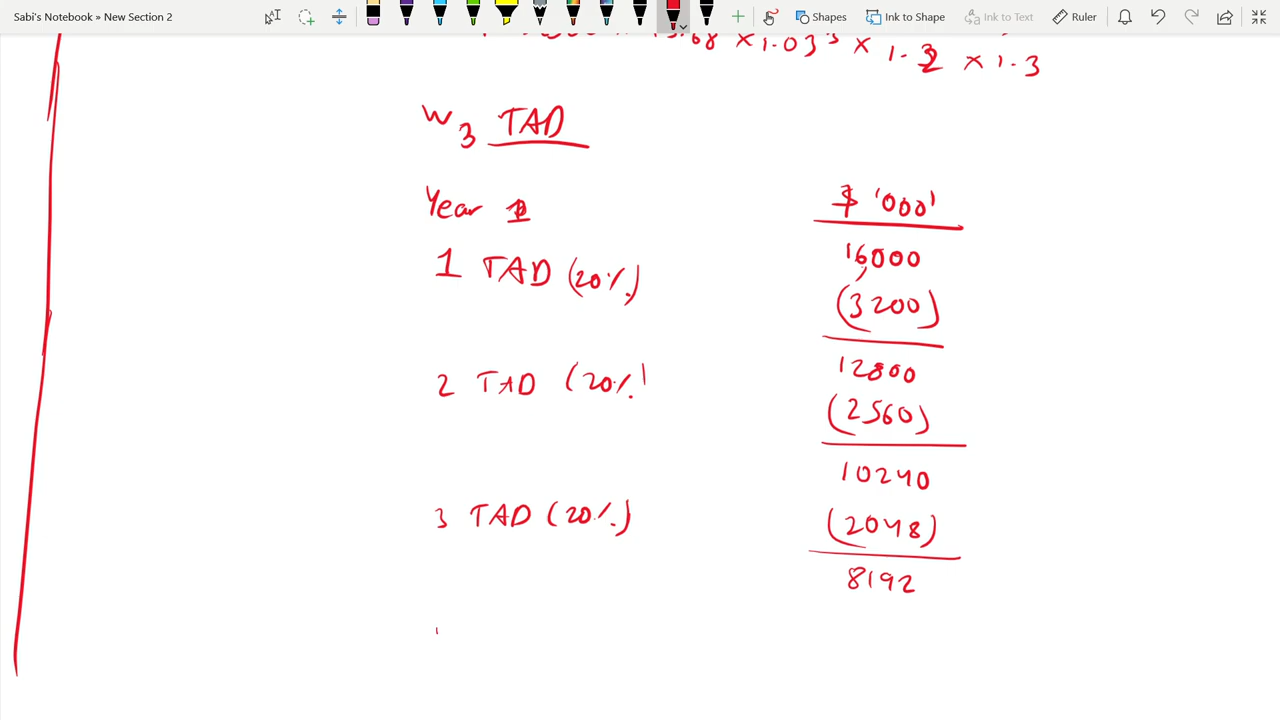 Sabi's Notebook » New Section 2
Shapes Ink to Shape Ink to Text Ruler
× 1.03³ × 1.32 × 1.3
W3 TAD
Year $ '000'
16000
1 TAD (20%)
(3200)
12800
2 TAD (20%)
(2560)
10240
3 TAD (20%)
(2048)
8192